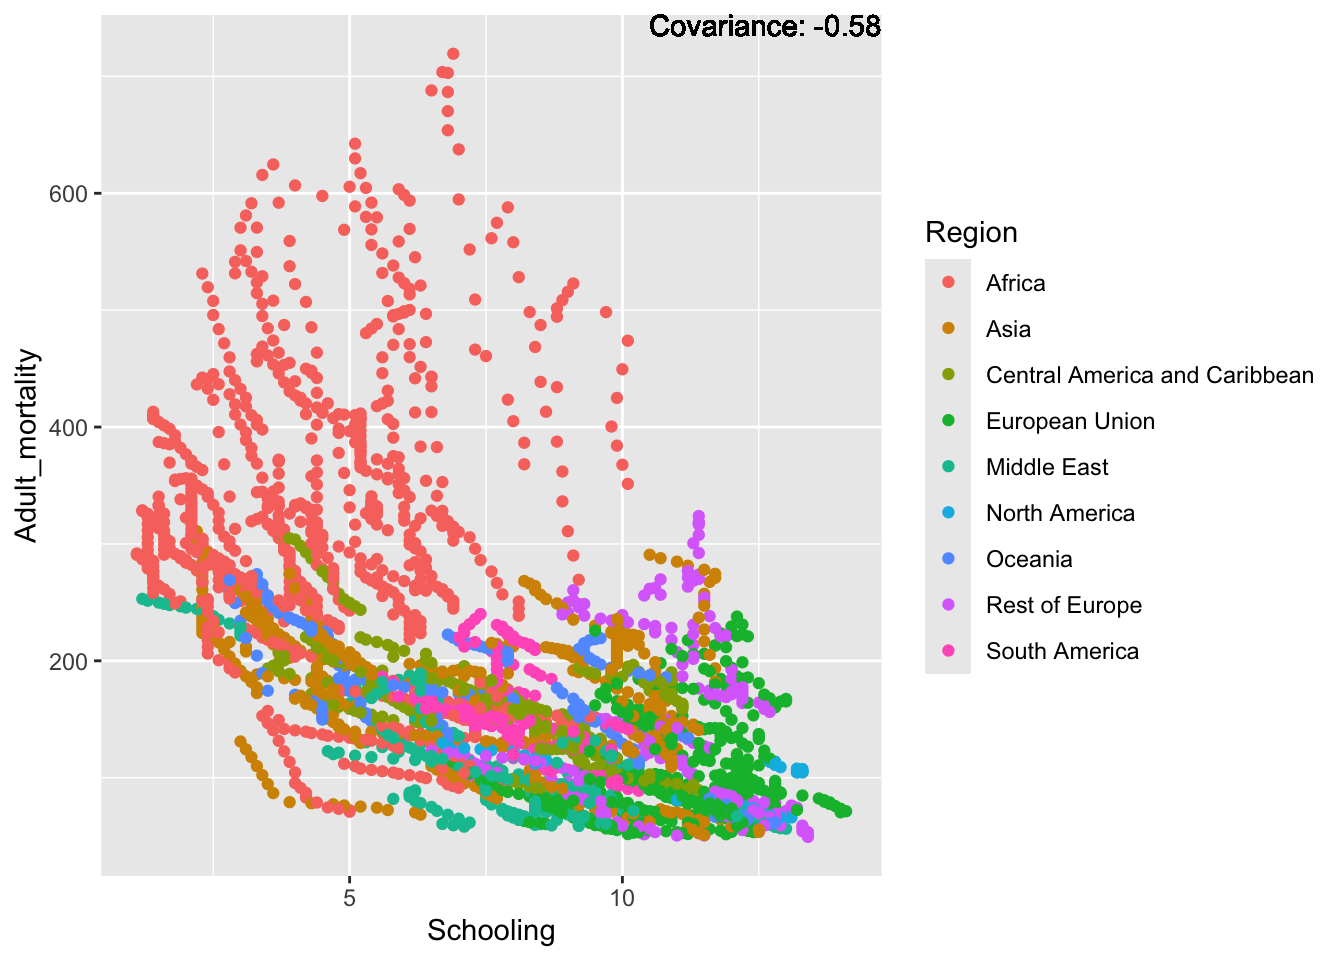 Covariance: -0.58
600
400
200
Adult_mortality
5
10
Schooling
Region
Africa
Asia
Central America and Caribbean
European Union
Middle East
North America
Oceania
Rest of Europe
South America